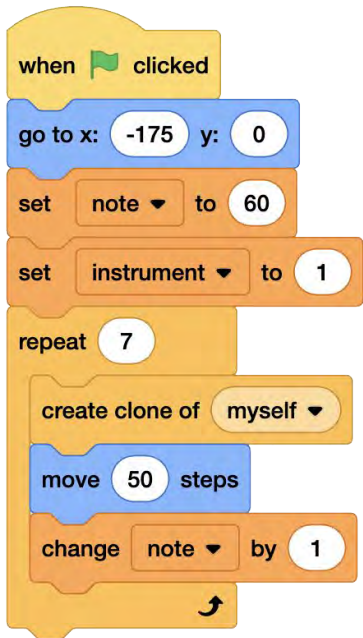 when clicked
go to x: -175 y: 0
set note to 60
set instrument to 1
repeat 7
create clone of myself
move 50 steps
change note by 1